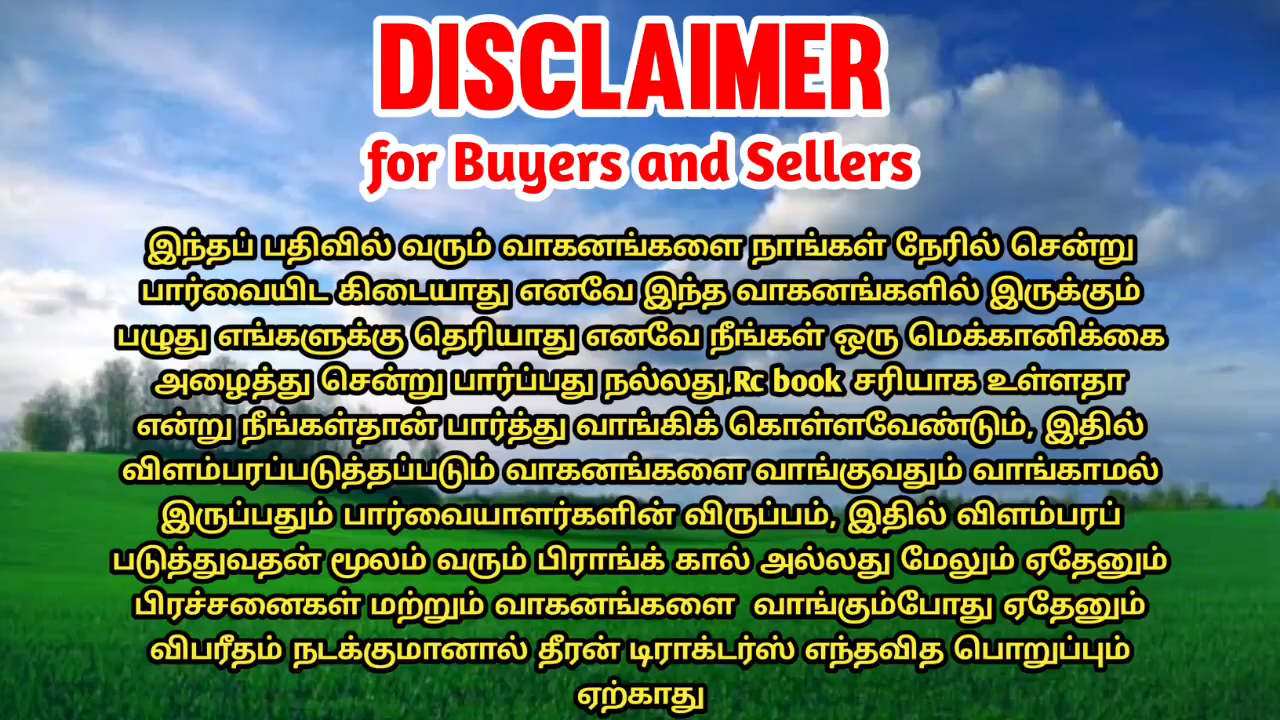 DISCLAIMER
for Buyers and Sellers
இந்தப் பதிவில் வரும் வாகனங்களை நாங்கள் நேரில் சென்று
பார்வையிட கிடையாது எனவே இந்த வாகனங்களில் இருக்கும்
பழுது எங்களுக்கு தெரியாது எனவே நீங்கள் ஒரு மெக்கானிக்கை
அழைத்து சென்று பார்ப்பது நல்லது,Rc book சரியாக உள்ளதா
என்று நீங்கள்தான் பார்த்து வாங்கிக் கொள்ளவேண்டும், இதில்
விளம்பரப்படுத்தப்படும் வாகனங்களை வாங்குவதும் வாங்காமல்
இருப்பதும் பார்வையாளர்களின் விருப்பம், இதில் விளம்பரப்
படுத்துவதன் மூலம் வரும் பிராங்க் கால் அல்லது மேலும் ஏதேனும்
பிரச்சனைகள் மற்றும் வாகனங்களை வாங்கும்போது ஏதேனும்
விபரீதம் நடக்குமானால் தீரன் டிராக்டர்ஸ் எந்தவித பொறுப்பும்
ஏற்காது